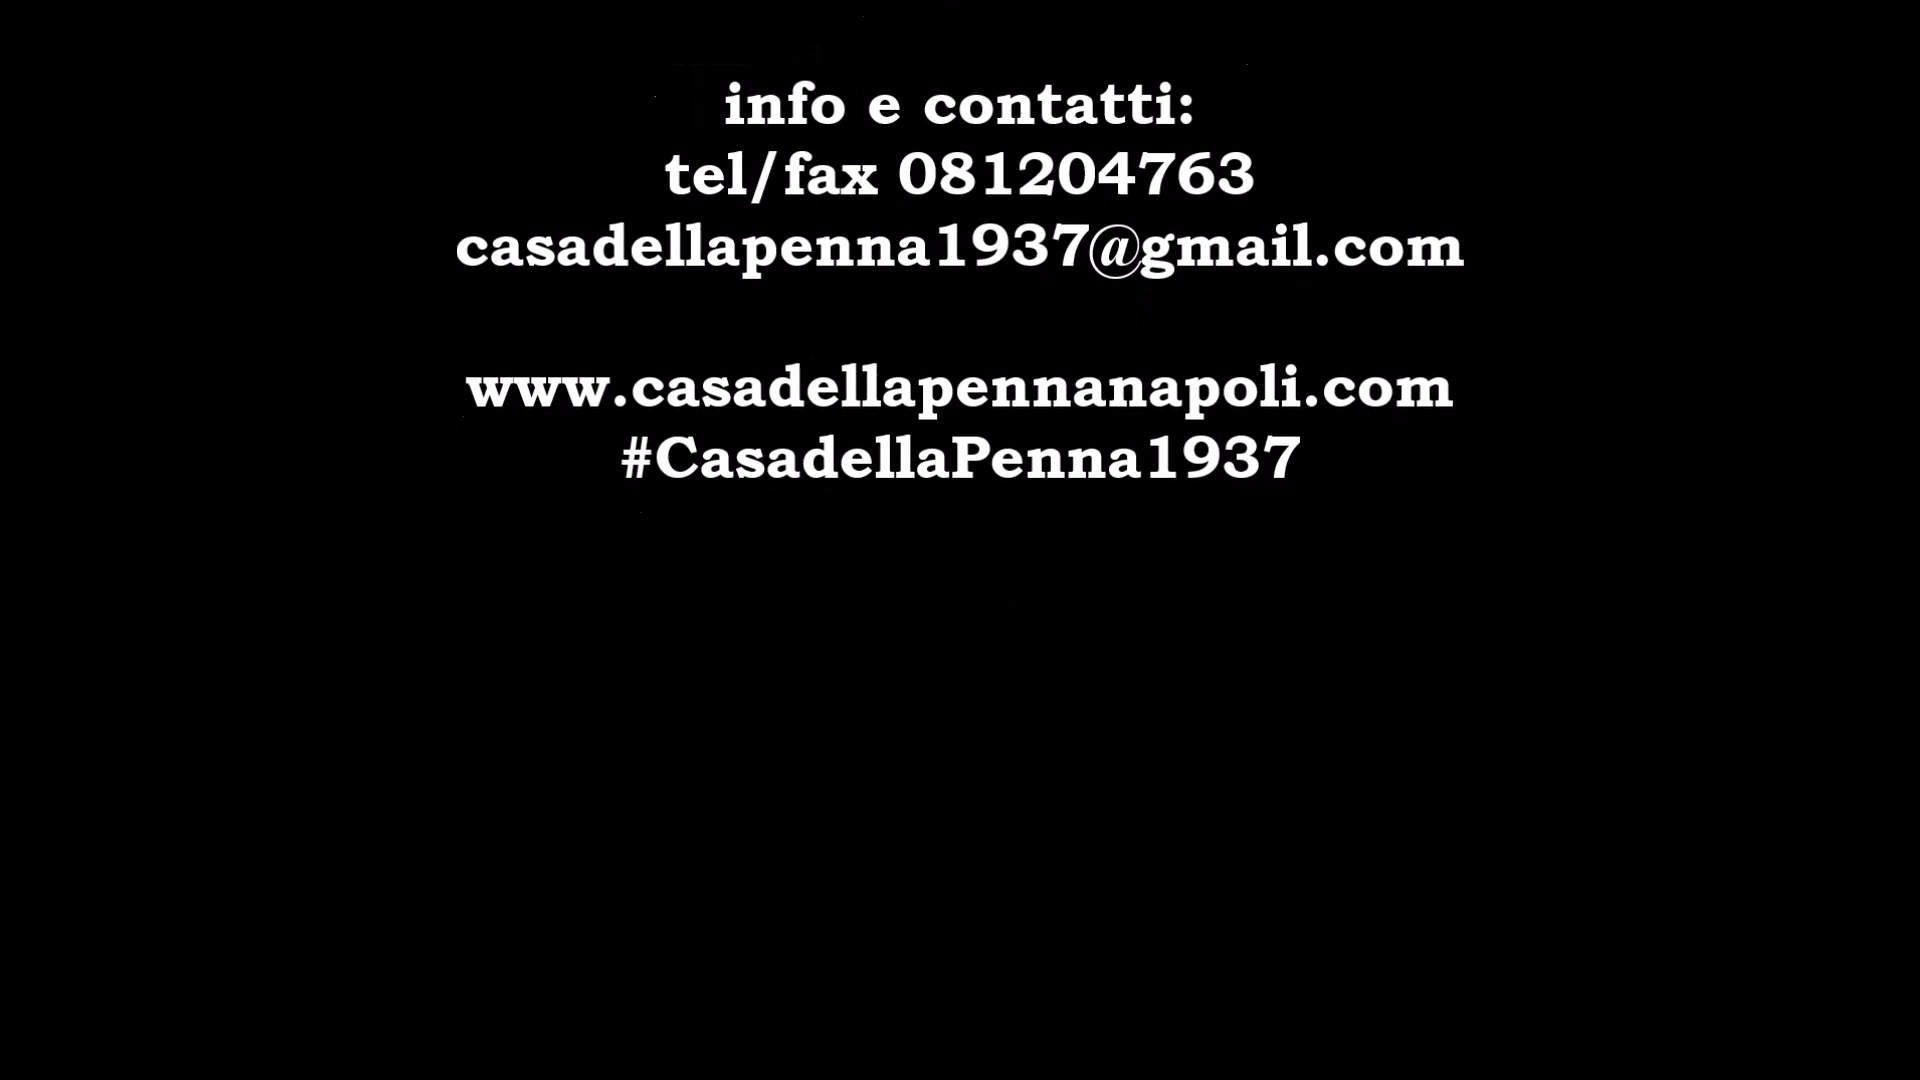 info e contatti:
tel/fax 081204763
casadellapenna1937@gmail.com
www.casadellapennanapoli.com
#CasadellaPenna1937